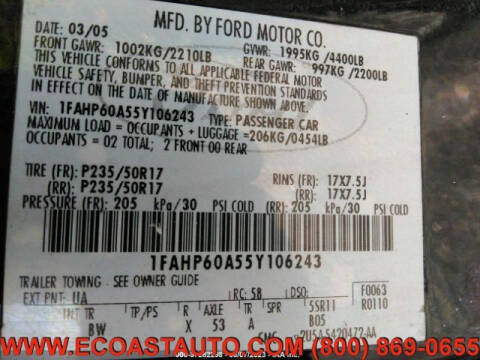 MFD. BY FORD MOTOR CO.
DATE: 03/05 GVWR: 1995KG/4400LB
FRONT GAWR: 1002KG/2210LB REAR GAWR: 997KG/2200LB
THIS VEHICLE CONFORMS TO ALL APPLICABLE FEDERAL MOTOR
VEHICLE SAFETY, BUMPER, AND THEFT PREVENTION STANDARDS
IN EFFECT ON THE DATE OF MANUFACTURE SHOWN ABOVE.
VIN: 1FAHP60A55Y106243 TYPE: PASSENGER CAR
MAXIMUM LOAD = OCCUPANTS + LUGGAGE =206KG/0454LB
OCCUPANTS = 02 TOTAL; 2 FRONT 00 REAR
TIRE (FR): P235/50R17 RINS (FR): 17X7.5J
(RR): P235/50R17 (RR): 17X7.5J
PRESSURE (FR): 205 kPa/30 PSI COLD (RR): 205 kPa/30 PSI COLD
1FAHP60A55Y106243
TRAILER TOWING - SEE OWNER GUIDE
EXT PNT: UA RC: 58 DSO: F0063
INT TR TP/PS R AXLE TR SPR 5SR11 R0110
BW X 53 A B05
WWW.ECOASTAUTO.COM - 1 (800) 869-0655